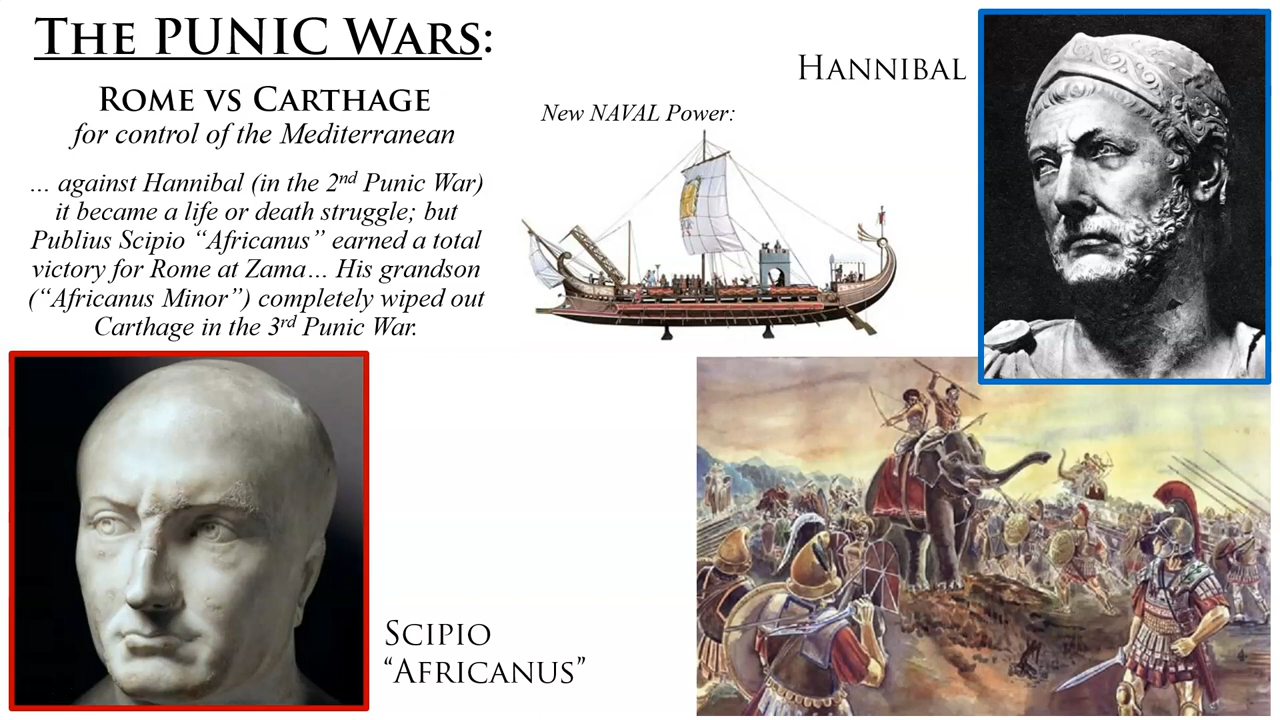 THE PUNIC WARS:
ROME VS CARTHAGE
for control of the Mediterranean
… against Hannibal (in the 2nd Punic War)
it became a life or death struggle; but
Publius Scipio “Africanus” earned a total
victory for Rome at Zama… His grandson
(“Africanus Minor”) completely wiped out
Carthage in the 3rd Punic War.
New NAVAL Power:
HANNIBAL
SCIPIO
“AFRICANUS”